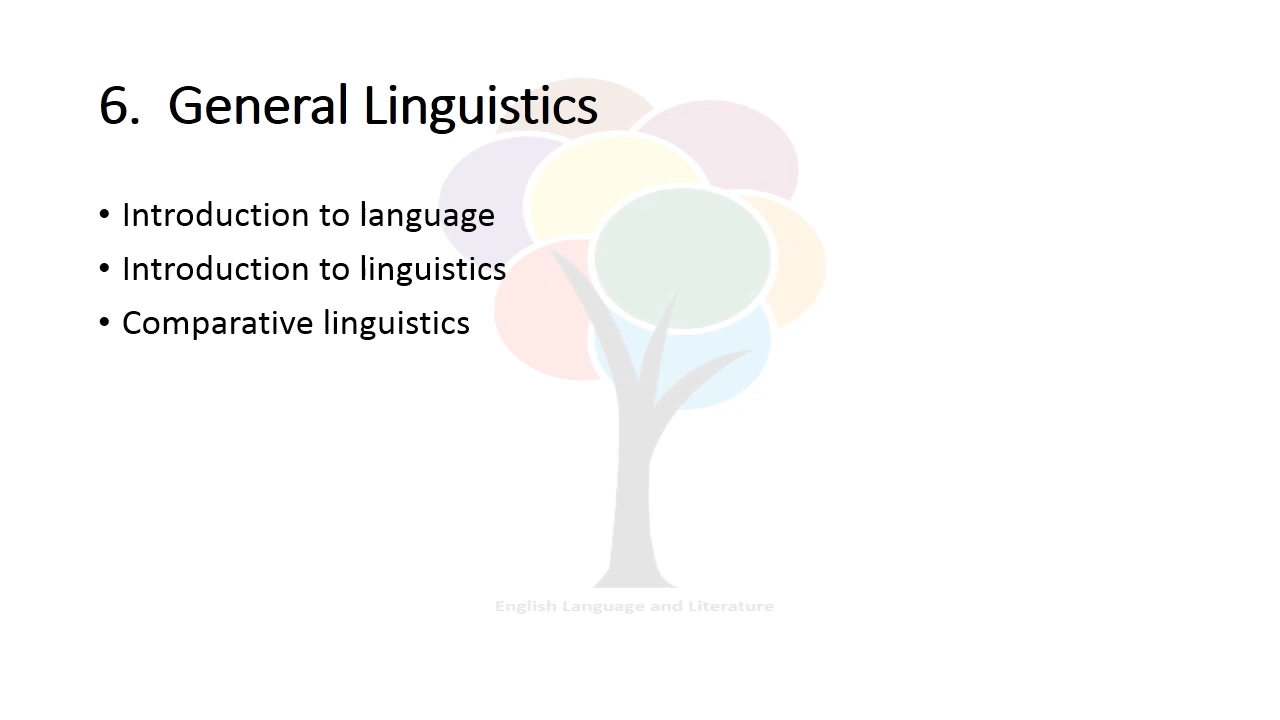 6. General Linguistics
• Introduction to language
• Introduction to linguistics
• Comparative linguistics
English Language and Literature